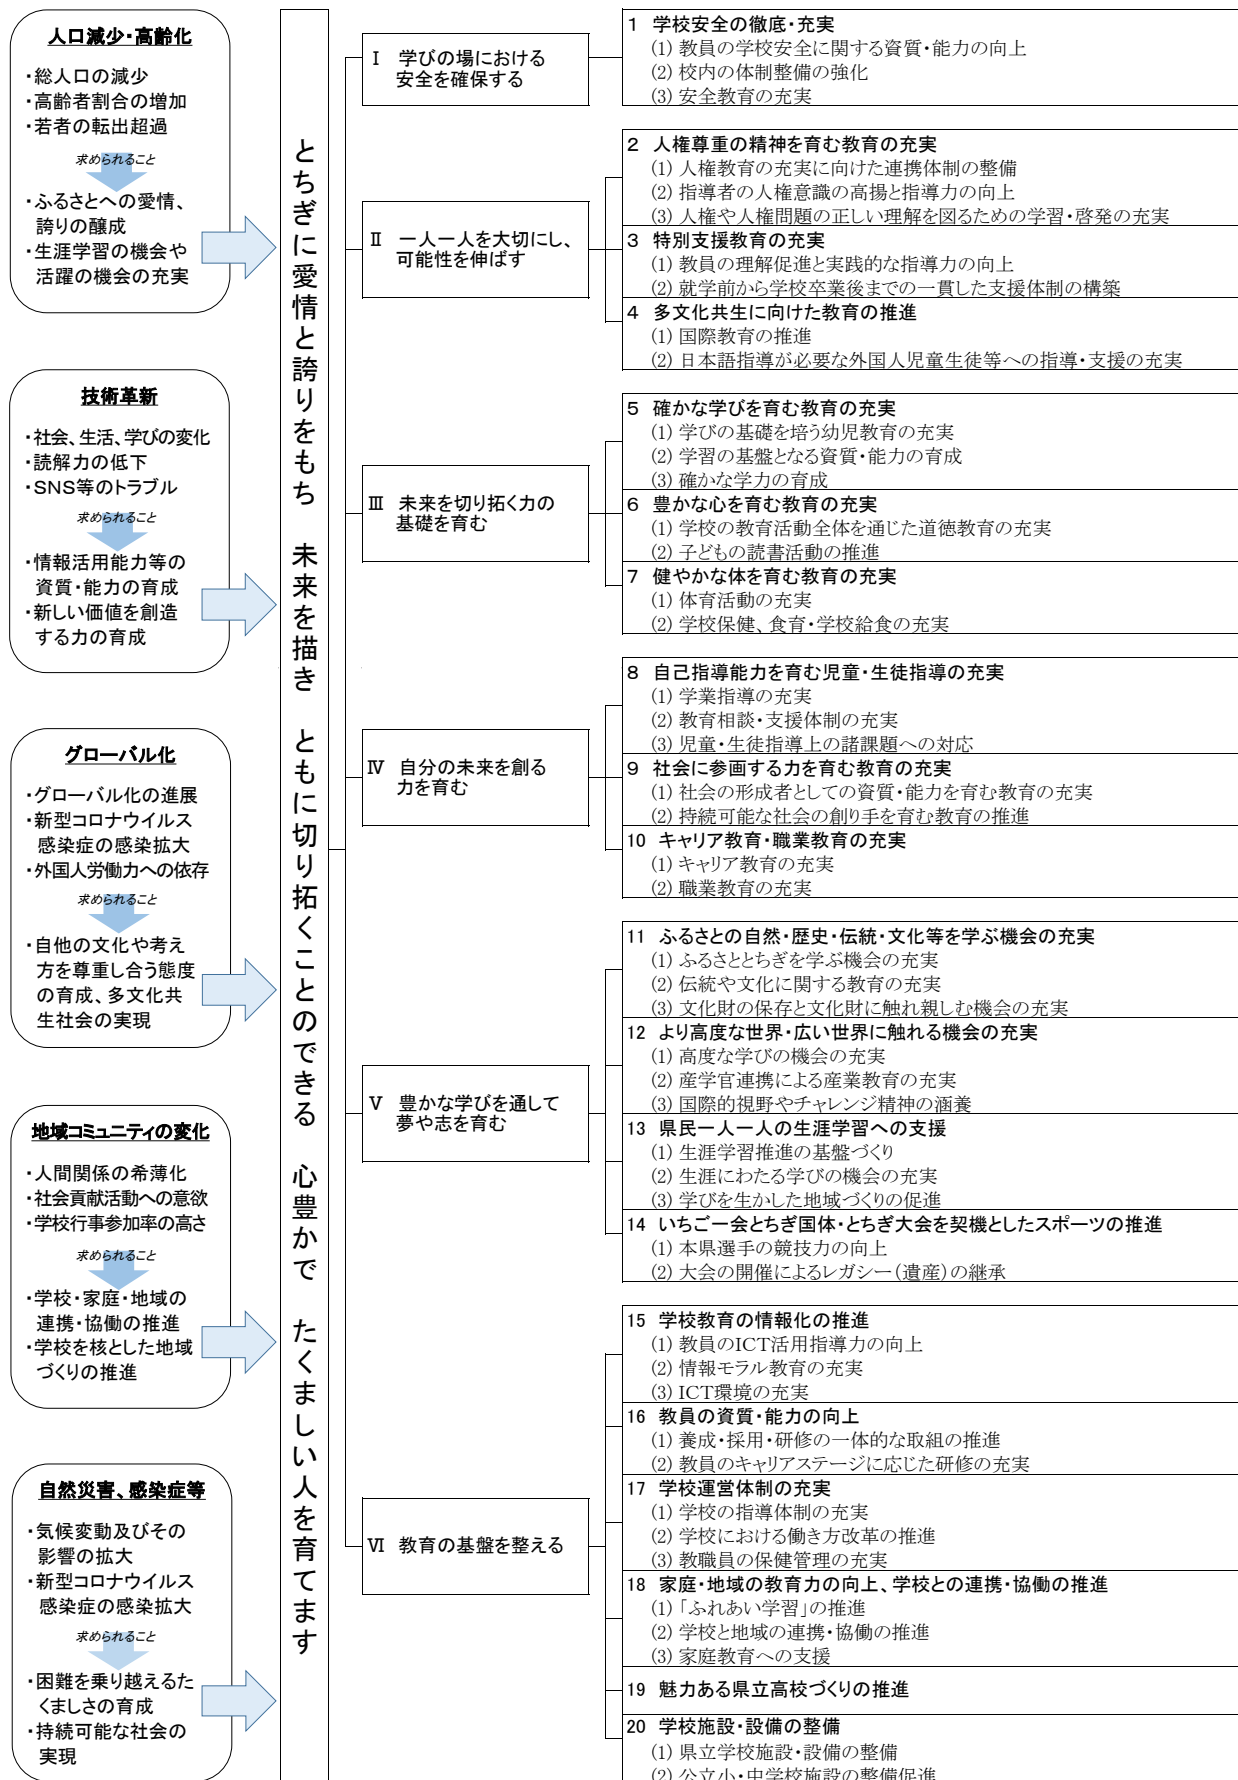 人口減少・高齢化
・総人口の減少
・高齢者割合の増加
・若者の転出超過
求められること
・ふるさとへの愛情、
誇りの醸成
・生涯学習の機会や
活躍の機会の充実
技術革新
・社会、生活、学びの変化
・読解力の低下
・SNS等のトラブル
求められること
・情報活用能力等の
資質・能力の育成
・新しい価値を創造
する力の育成
グローバル化
・グローバル化の進展
・新型コロナウイルス
感染症の感染拡大
・外国人労働力への依存
求められること
・自他の文化や考え
方を尊重し合う態度
の育成、多文化共
生社会の実現
地域コミュニティの変化
・人間関係の希薄化
・社会貢献活動への意欲
・学校行事参加率の高さ
求められること
・学校・家庭・地域の
連携・協働の推進
・学校を核とした地域
づくりの推進
自然災害、感染症等
・気候変動及びその
影響の拡大
・新型コロナウイルス
感染症の感染拡大
求められること
・困難を乗り越えるた
くましさの育成
・持続可能な社会の
実現
とちぎに愛情と誇りをもち　未来を描き　ともに切り拓くことのできる　心豊かで　たくましい人を育てます
Ⅰ 学びの場における
安全を確保する
1 学校安全の徹底・充実
(1) 教員の学校安全に関する資質・能力の向上
(2) 校内の体制整備の強化
(3) 安全教育の充実
Ⅱ 一人一人を大切にし、
可能性を伸ばす
2 人権尊重の精神を育む教育の充実
(1) 人権教育の充実に向けた連携体制の整備
(2) 指導者の人権意識の高揚と指導力の向上
(3) 人権や人権問題の正しい理解を図るための学習・啓発の充実
3 特別支援教育の充実
(1) 教員の理解促進と実践的な指導力の向上
(2) 就学前から学校卒業後までの一貫した支援体制の構築
4 多文化共生に向けた教育の推進
(1) 国際教育の推進
(2) 日本語指導が必要な外国人児童生徒等への指導・支援の充実
Ⅲ 未来を切り拓く力の
基礎を育む
5 確かな学びを育む教育の充実
(1) 学びの基礎を培う幼児教育の充実
(2) 学習の基盤となる資質・能力の育成
(3) 確かな学力の育成
6 豊かな心を育む教育の充実
(1) 学校の教育活動全体を通じた道徳教育の充実
(2) 子どもの読書活動の推進
7 健やかな体を育む教育の充実
(1) 体育活動の充実
(2) 学校保健、食育・学校給食の充実
Ⅳ 自分の未来を創る
力を育む
8 自己指導能力を育む児童・生徒指導の充実
(1) 学業指導の充実
(2) 教育相談・支援体制の充実
(3) 児童・生徒指導上の諸課題への対応
9 社会に参画する力を育む教育の充実
(1) 社会の形成者としての資質・能力を育む教育の充実
(2) 持続可能な社会の創り手を育む教育の推進
10 キャリア教育・職業教育の充実
(1) キャリア教育の充実
(2) 職業教育の充実
Ⅴ 豊かな学びを通して
夢や志を育む
11 ふるさとの自然・歴史・伝統・文化等を学ぶ機会の充実
(1) ふるさととちぎを学ぶ機会の充実
(2) 伝統や文化に関する教育の充実
(3) 文化財の保存と文化財に触れ親しむ機会の充実
12 より高度な世界・広い世界に触れる機会の充実
(1) 高度な学びの機会の充実
(2) 産学官連携による産業教育の充実
(3) 国際的視野やチャレンジ精神の涵養
13 県民一人一人の生涯学習への支援
(1) 生涯学習推進の基盤づくり
(2) 生涯にわたる学びの機会の充実
(3) 学びを生かした地域づくりの促進
14 いちご一会とちぎ国体・とちぎ大会を契機としたスポーツの推進
(1) 本県選手の競技力の向上
(2) 大会の開催によるレガシー(遺産)の継承
Ⅵ 教育の基盤を整える
15 学校教育の情報化の推進
(1) 教員のICT活用指導力の向上
(2) 情報モラル教育の充実
(3) ICT環境の充実
16 教員の資質・能力の向上
(1) 養成・採用・研修の一体的な取組の推進
(2) 教員のキャリアステージに応じた研修の充実
17 学校運営体制の充実
(1) 学校の指導体制の充実
(2) 学校における働き方改革の推進
(3) 教職員の保健管理の充実
18 家庭・地域の教育力の向上、学校との連携・協働の推進
(1) 「ふれあい学習」の推進
(2) 学校と地域の連携・協働の推進
(3) 家庭教育への支援
19 魅力ある県立高校づくりの推進
20 学校施設・設備の整備
(1) 県立学校施設・設備の整備
(2) 公立小・中学校施設の整備促進